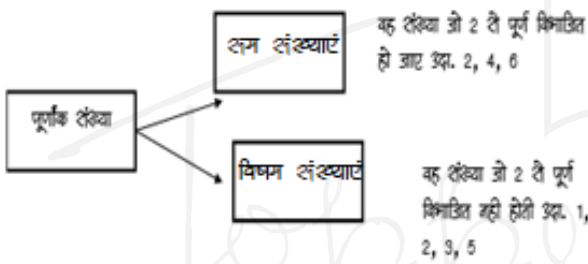 पूर्णांक संख्या
सम संख्याएं
वह संख्या जो 2 से पूर्ण विभाजित
हो जाए उदा. 2, 4, 6
विषम संख्याएं
वह संख्या जो 2 से पूर्ण
विभाजित नही होती उदा. 1,
2, 3, 5